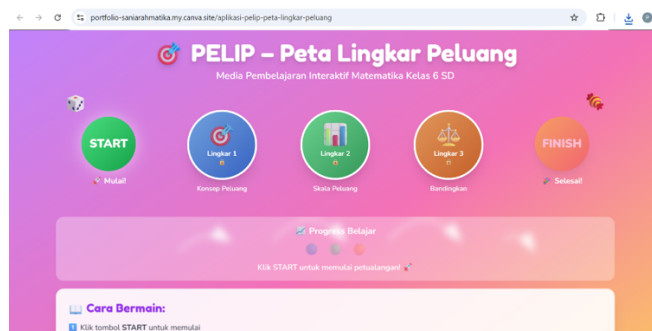 portfolio-saniarahmatika.my.canva.site/aplikasi-pelip-peta-lingkar-peluang
PELIP – Peta Lingkar Peluang
Media Pembelajaran Interaktif Matematika Kelas 6 SD
START
Lingkar 1
Lingkar 2
Lingkar 3
FINISH
Mulai!
Konsep Peluang
Skala Peluang
Bandingkan
Selesai!
Progress Belajar
Klik START untuk memulai petualangan!
Cara Bermain:
1 Klik tombol START untuk memulai